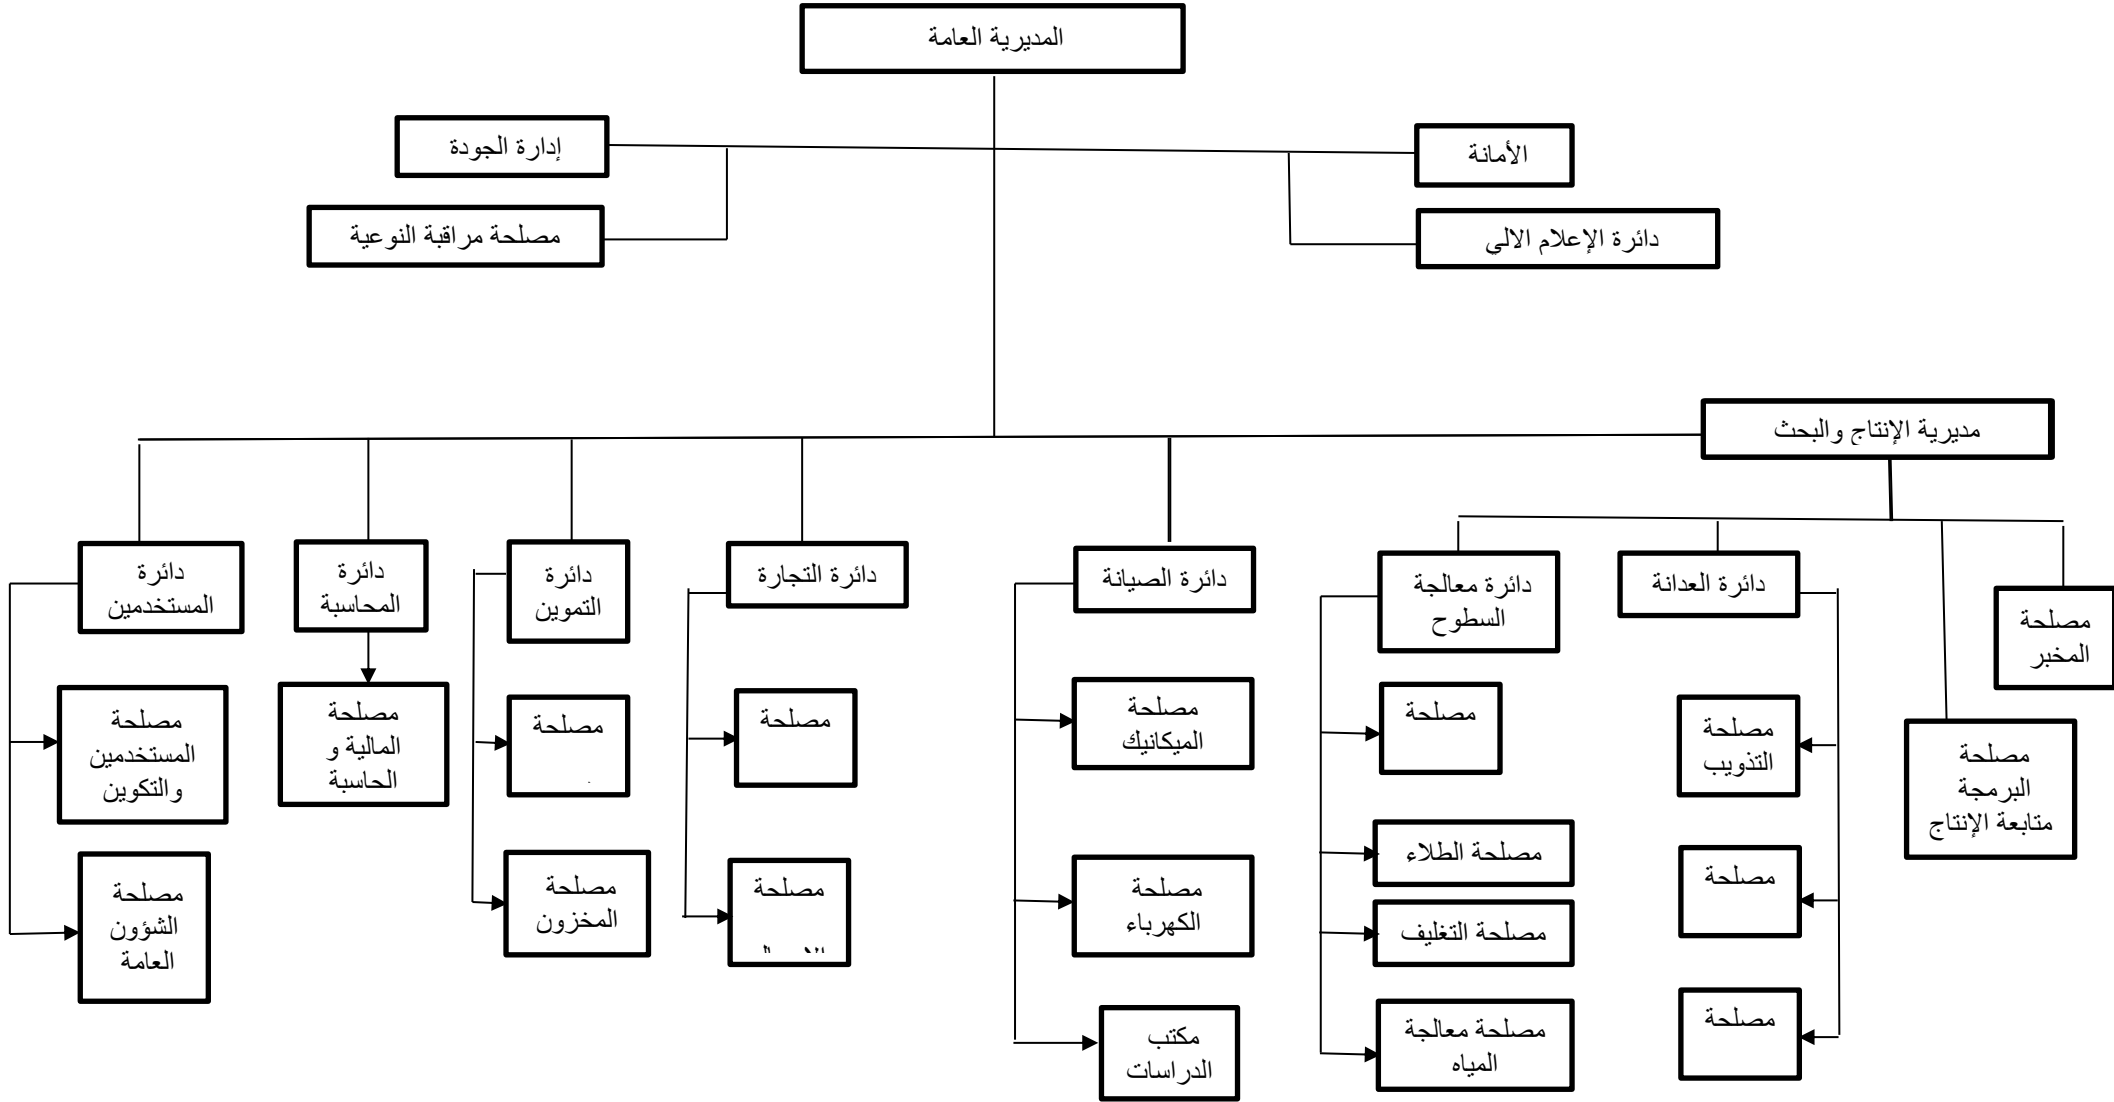 المديرية العامة
الأمانة
إدارة الجودة
دائرة الإعلام الالي
مصلحة مراقبة النوعية
مديرية الإنتاج والبحث
مصلحة
المخبر
مصلحة
البرمجة
متابعة الإنتاج
دائرة العدانة
مصلحة
التذويب
مصلحة
مصلحة
دائرة معالجة
السطوح
مصلحة
مصلحة الطلاء
مصلحة التغليف
مصلحة معالجة
المياه
دائرة الصيانة
مصلحة
الميكانيك
مصلحة
الكهرباء
مكتب
الدراسات
دائرة التجارة
مصلحة
مصلحة
دائرة
التموين
مصلحة
مصلحة
المخزون
دائرة
المحاسبة
مصلحة
المالية و
الحاسبة
دائرة
المستخدمين
مصلحة
المستخدمين
والتكوين
مصلحة
الشؤون
العامة